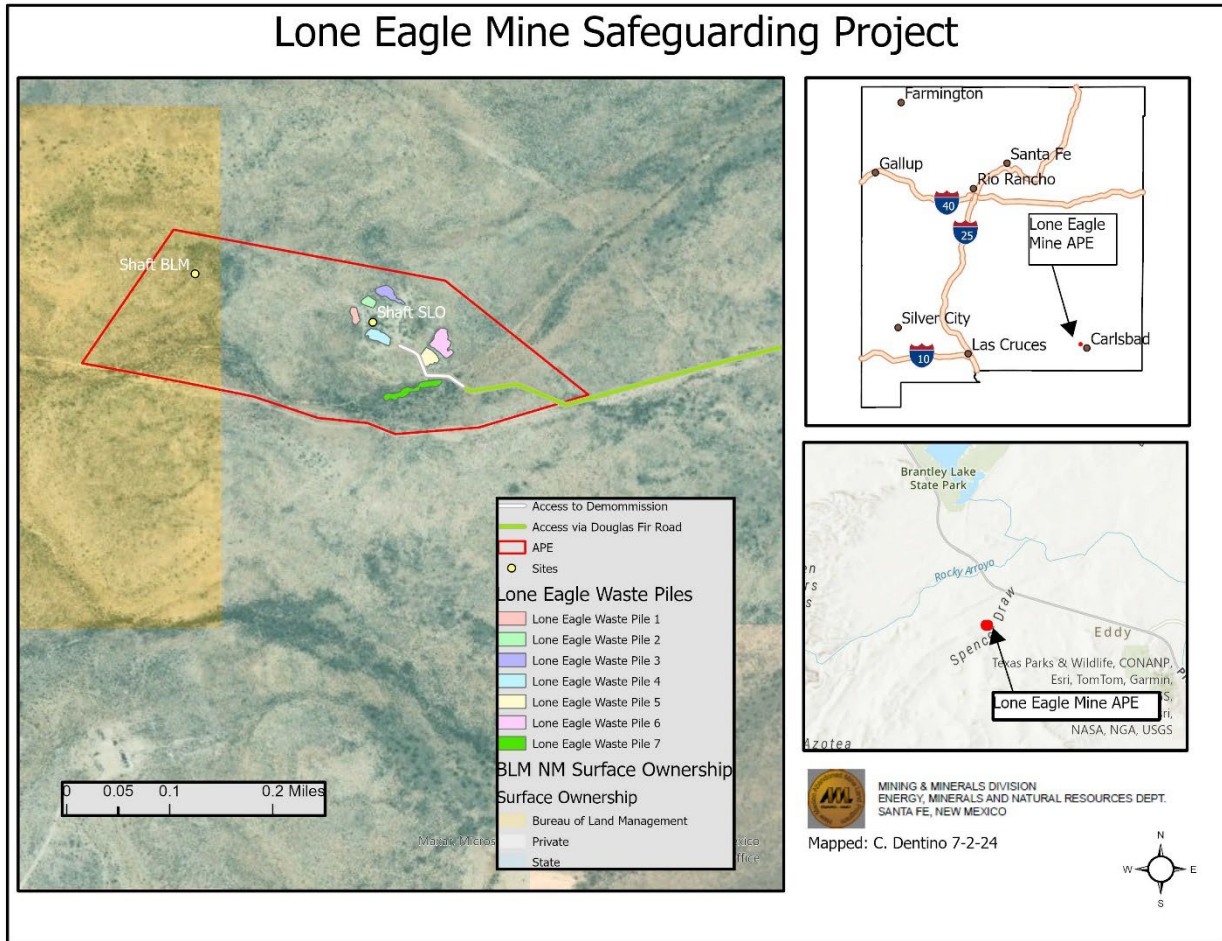 Lone Eagle Mine Safeguarding Project
Shaft BLM
Shaft SLO
Access to Demommission
Access via Douglas Fir Road
APE
Sites
Lone Eagle Waste Piles
Lone Eagle Waste Pile 1
Lone Eagle Waste Pile 2
Lone Eagle Waste Pile 3
Lone Eagle Waste Pile 4
Lone Eagle Waste Pile 5
Lone Eagle Waste Pile 6
Lone Eagle Waste Pile 7
BLM NM Surface Ownership
Surface Ownership
Bureau of Land Management
Private
State
0 0.05 0.1 0.2 Miles
Maxar, Micros
xico
ffice
Farmington
Gallup
Santa Fe
Rio Rancho
40
25
Lone Eagle
Mine APE
Silver City
10
Las Cruces
Carlsbad
Brantley Lake
State Park
Rocky Arroyo
Spence Draw
Eddy
Texas Parks & Wildlife, CONANP,
Esri, TomTom, Garmin,
Lone Eagle Mine APE
NASA, NGA, USGS
Azotea
MINING & MINERALS DIVISION
ENERGY, MINERALS AND NATURAL RESOURCES DEPT.
SANTA FE, NEW MEXICO
Mapped: C. Dentino 7-2-24
N
W E
S